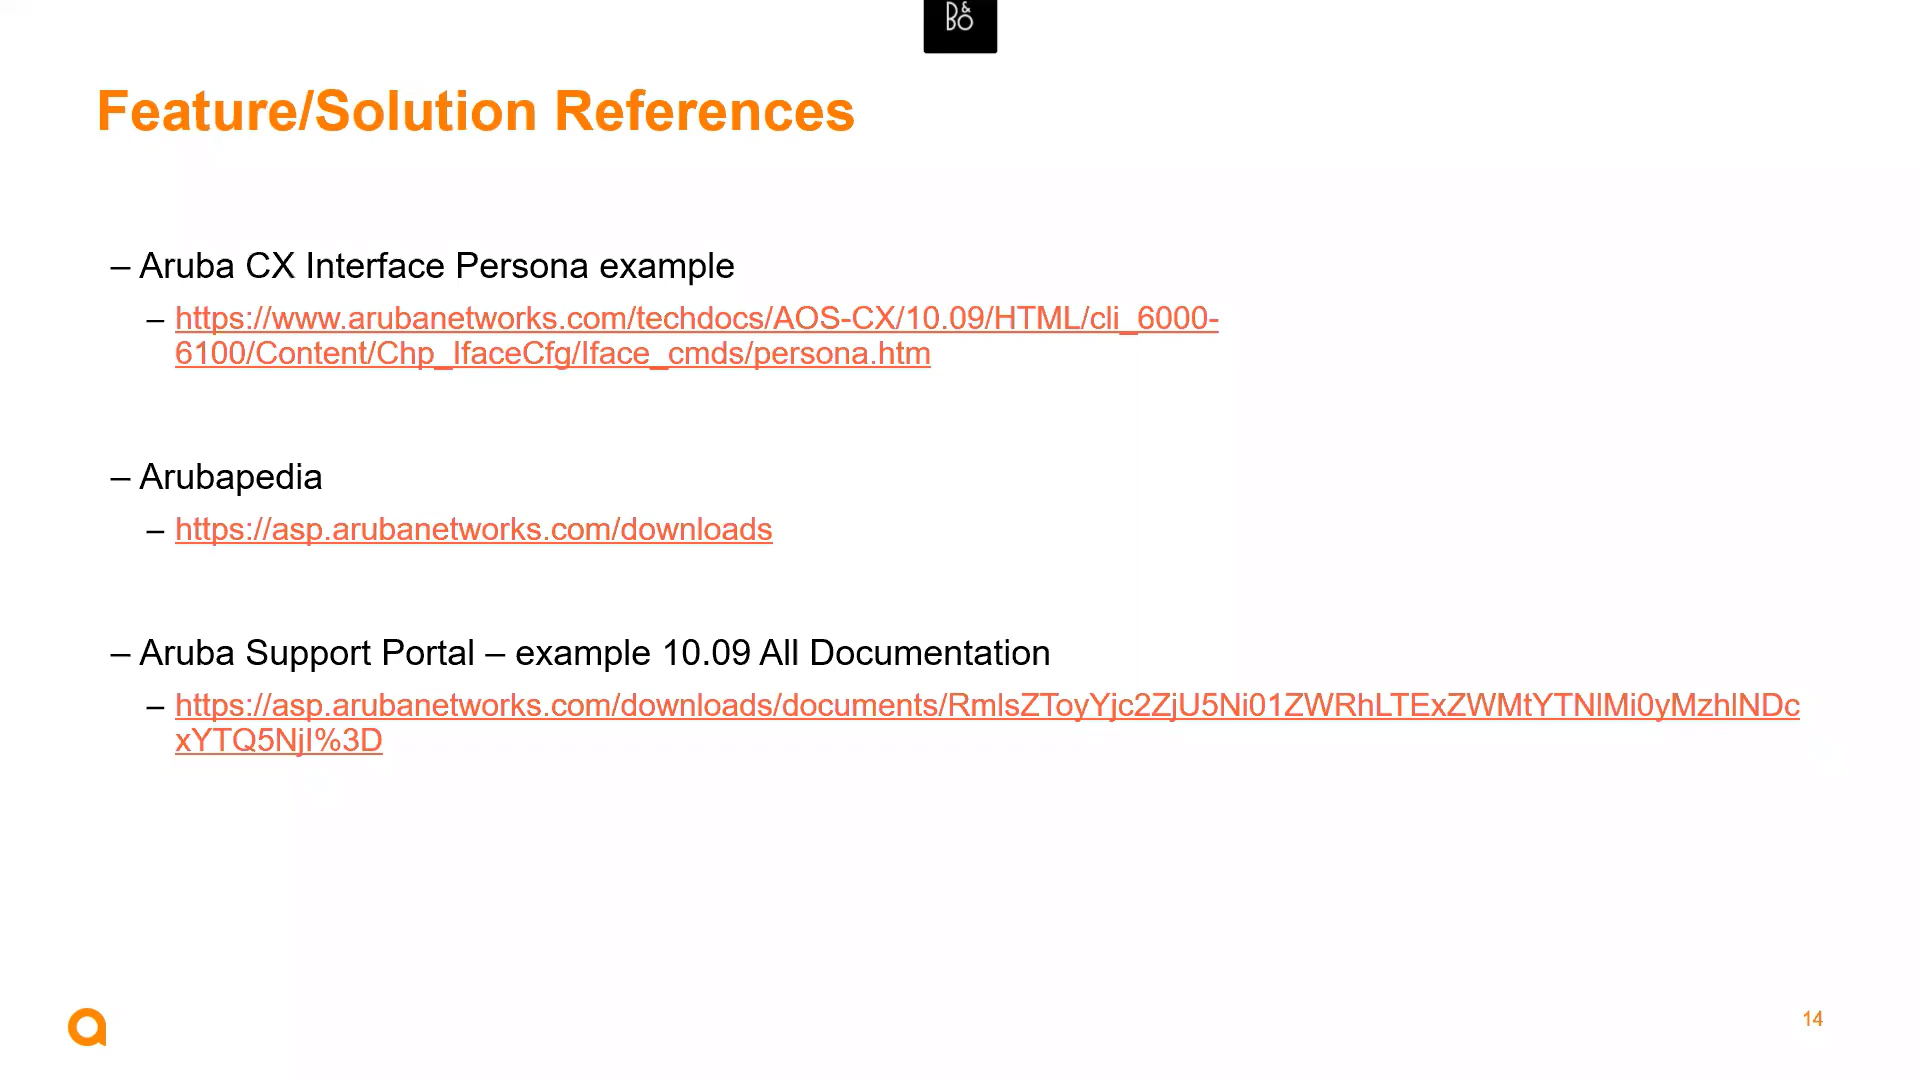 B&O
Feature/Solution References
– Aruba CX Interface Persona example
– https://www.arubanetworks.com/techdocs/AOS-CX/10.09/HTML/cli_6000-
6100/Content/Chp_IfaceCfg/Iface_cmds/persona.htm
– Arubapedia
– https://asp.arubanetworks.com/downloads
– Aruba Support Portal – example 10.09 All Documentation
– https://asp.arubanetworks.com/downloads/documents/RmlsZToyYjc2ZjU5Ni01ZWRhLTExZWMtYTNlMi0yMzhlNDc
xYTQ5NjI%3D
14